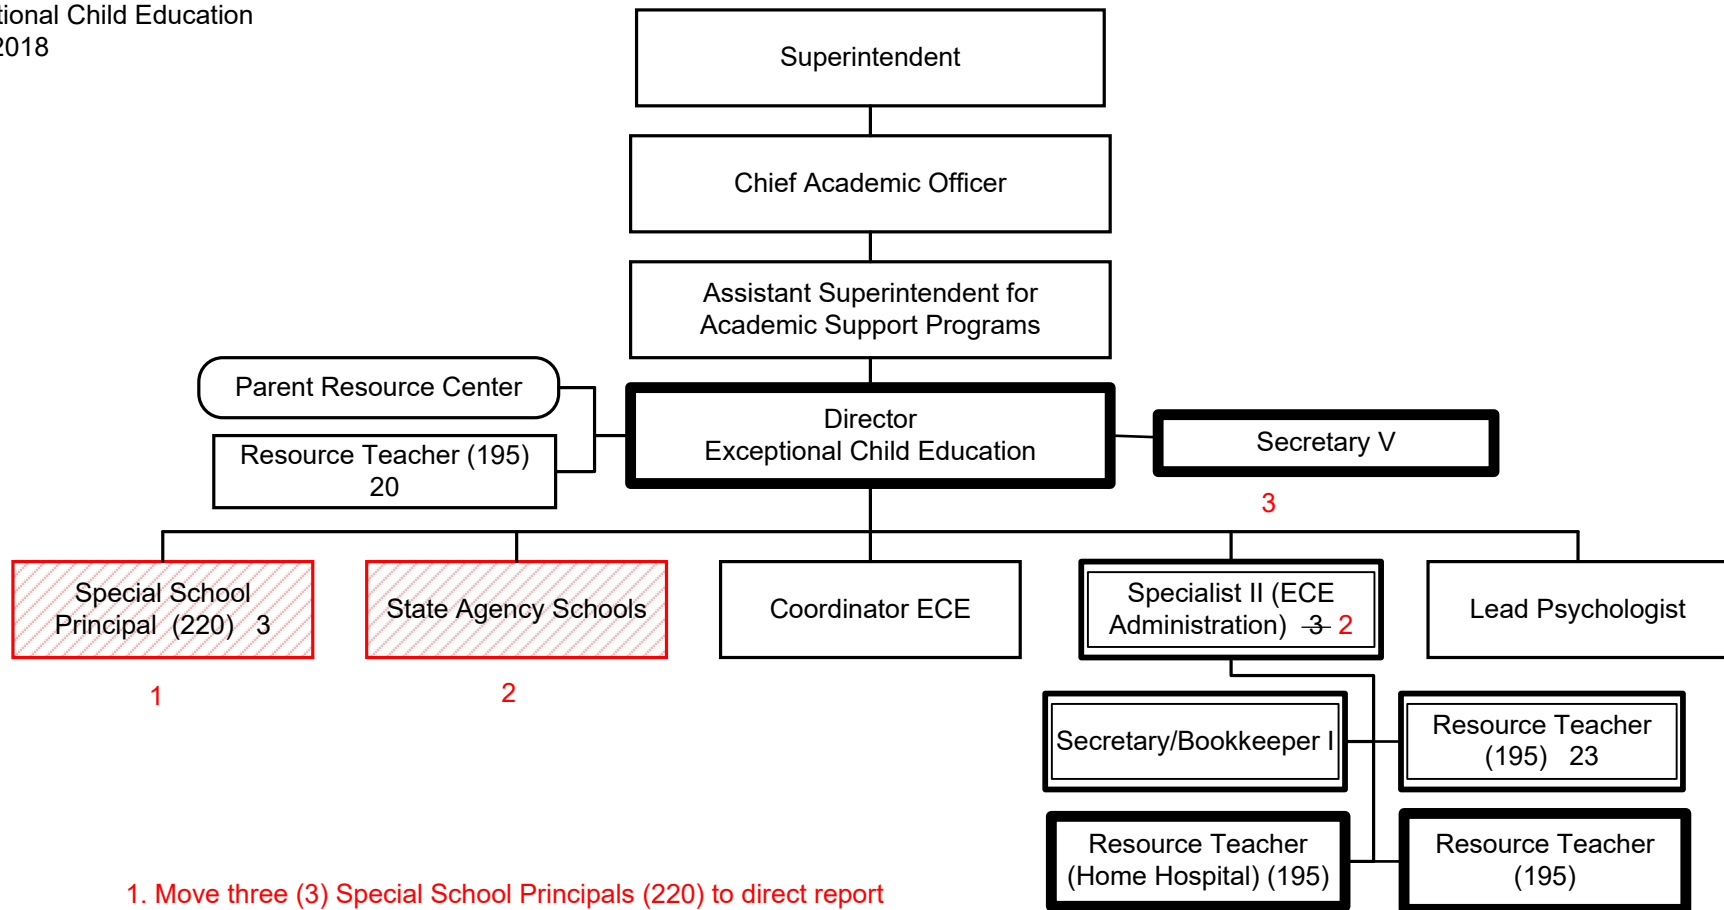 tional Child Education
2018
Superintendent
Chief Academic Officer
Assistant Superintendent for
Academic Support Programs
Parent Resource Center
Resource Teacher (195)
20
Director
Exceptional Child Education
Secretary V
3
Special School
Principal (220) 3
State Agency Schools
Coordinator ECE
Specialist II (ECE
Administration) 3 2
Lead Psychologist
1
2
Secretary/Bookkeeper I
Resource Teacher
(195) 23
Resource Teacher
(Home Hospital) (195)
Resource Teacher
(195)
1. Move three (3) Special School Principals (220) to direct report